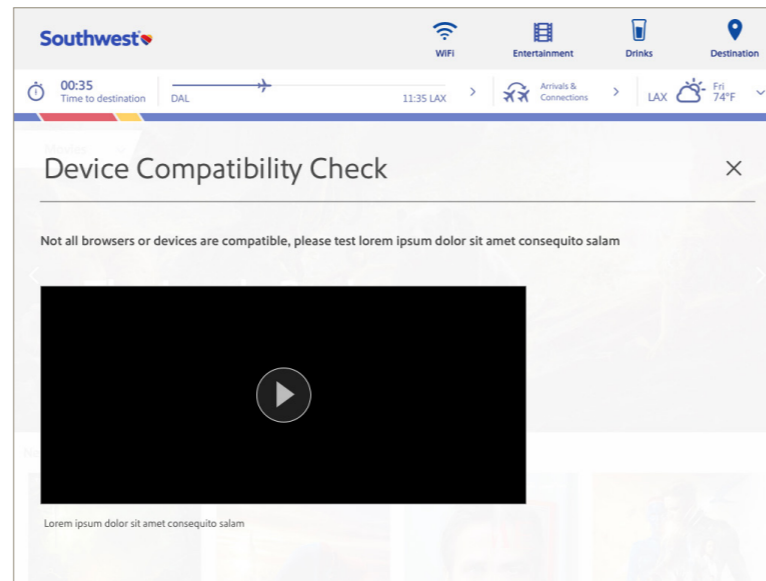 Southwest
WiFi
Entertainment
Drinks
Destination
00:35
Time to destination
DAL
11:35 LAX
Arrivals &
Connections
LAX
Fri
74°F
Movies
Device Compatibility Check
Not all browsers or devices are compatible, please test lorem ipsum dolor sit amet consequito salam
Lorem ipsum dolor sit amet consequito salam